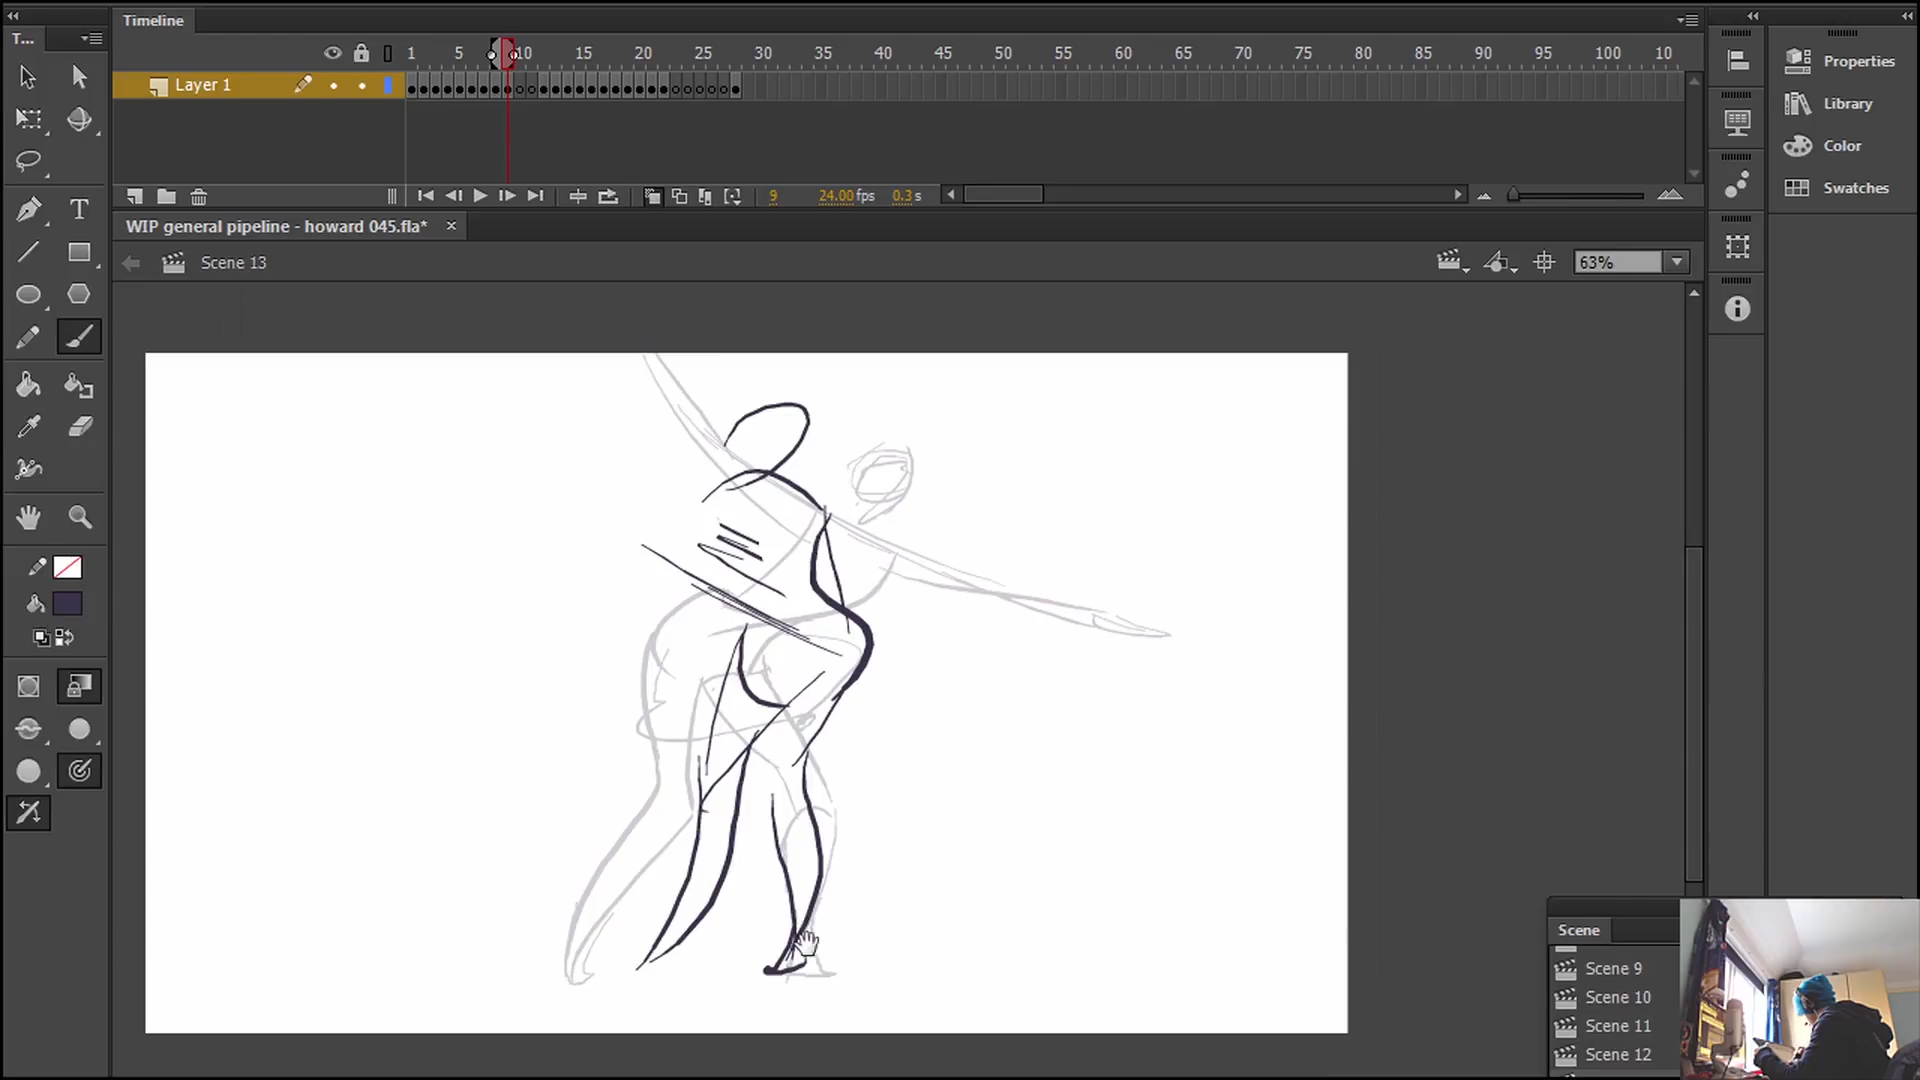 Timeline
T...
1 5 10 15 20 25 30 35 40 45 50 55 60 65 70 75 80 85 90 95 100 10
Layer 1
9 24.00 fps 0.3 s
WIP general pipeline - howard 045.fla*
Scene 13
63%
Properties
Library
Color
Swatches
Scene
Scene 9
Scene 10
Scene 11
Scene 12